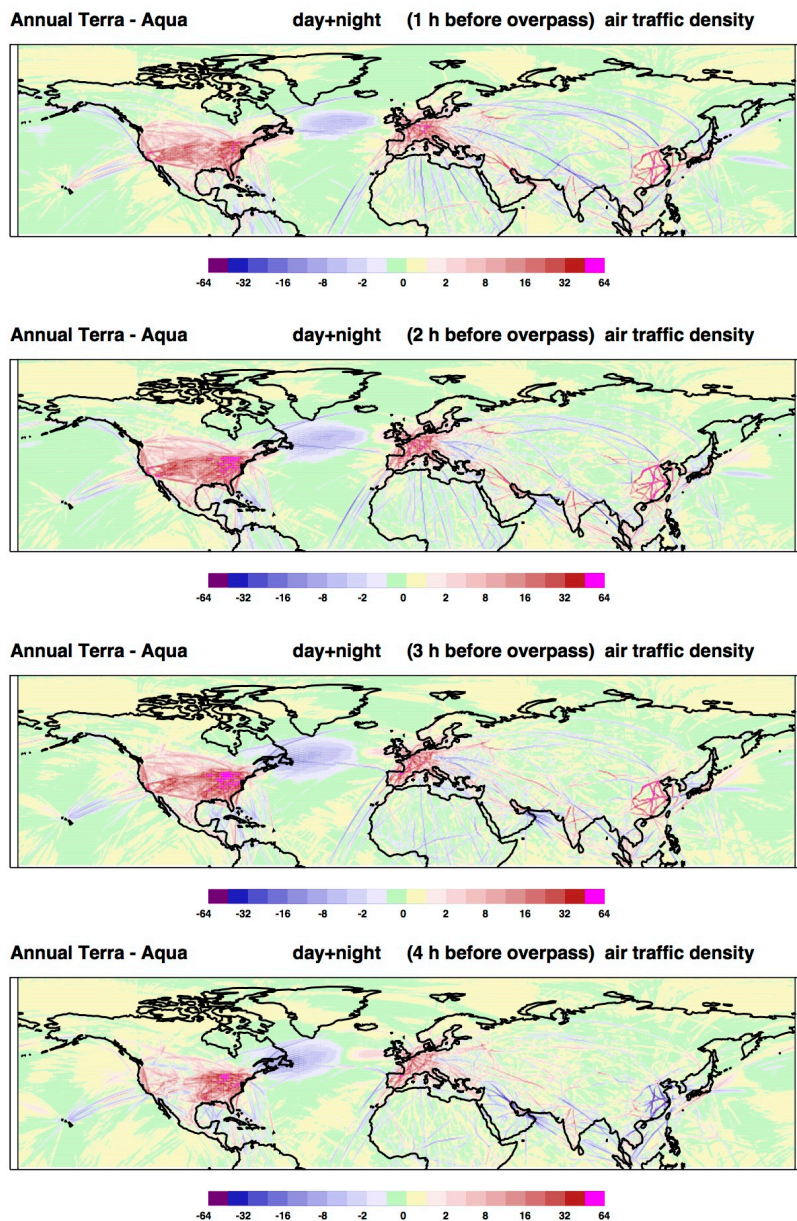 Annual Terra - Aqua day+night (1 h before overpass) air traffic density
-64 -32 -16 -8 -2 0 2 8 16 32 64
Annual Terra - Aqua day+night (2 h before overpass) air traffic density
-64 -32 -16 -8 -2 0 2 8 16 32 64
Annual Terra - Aqua day+night (3 h before overpass) air traffic density
-64 -32 -16 -8 -2 0 2 8 16 32 64
Annual Terra - Aqua day+night (4 h before overpass) air traffic density
-64 -32 -16 -8 -2 0 2 8 16 32 64